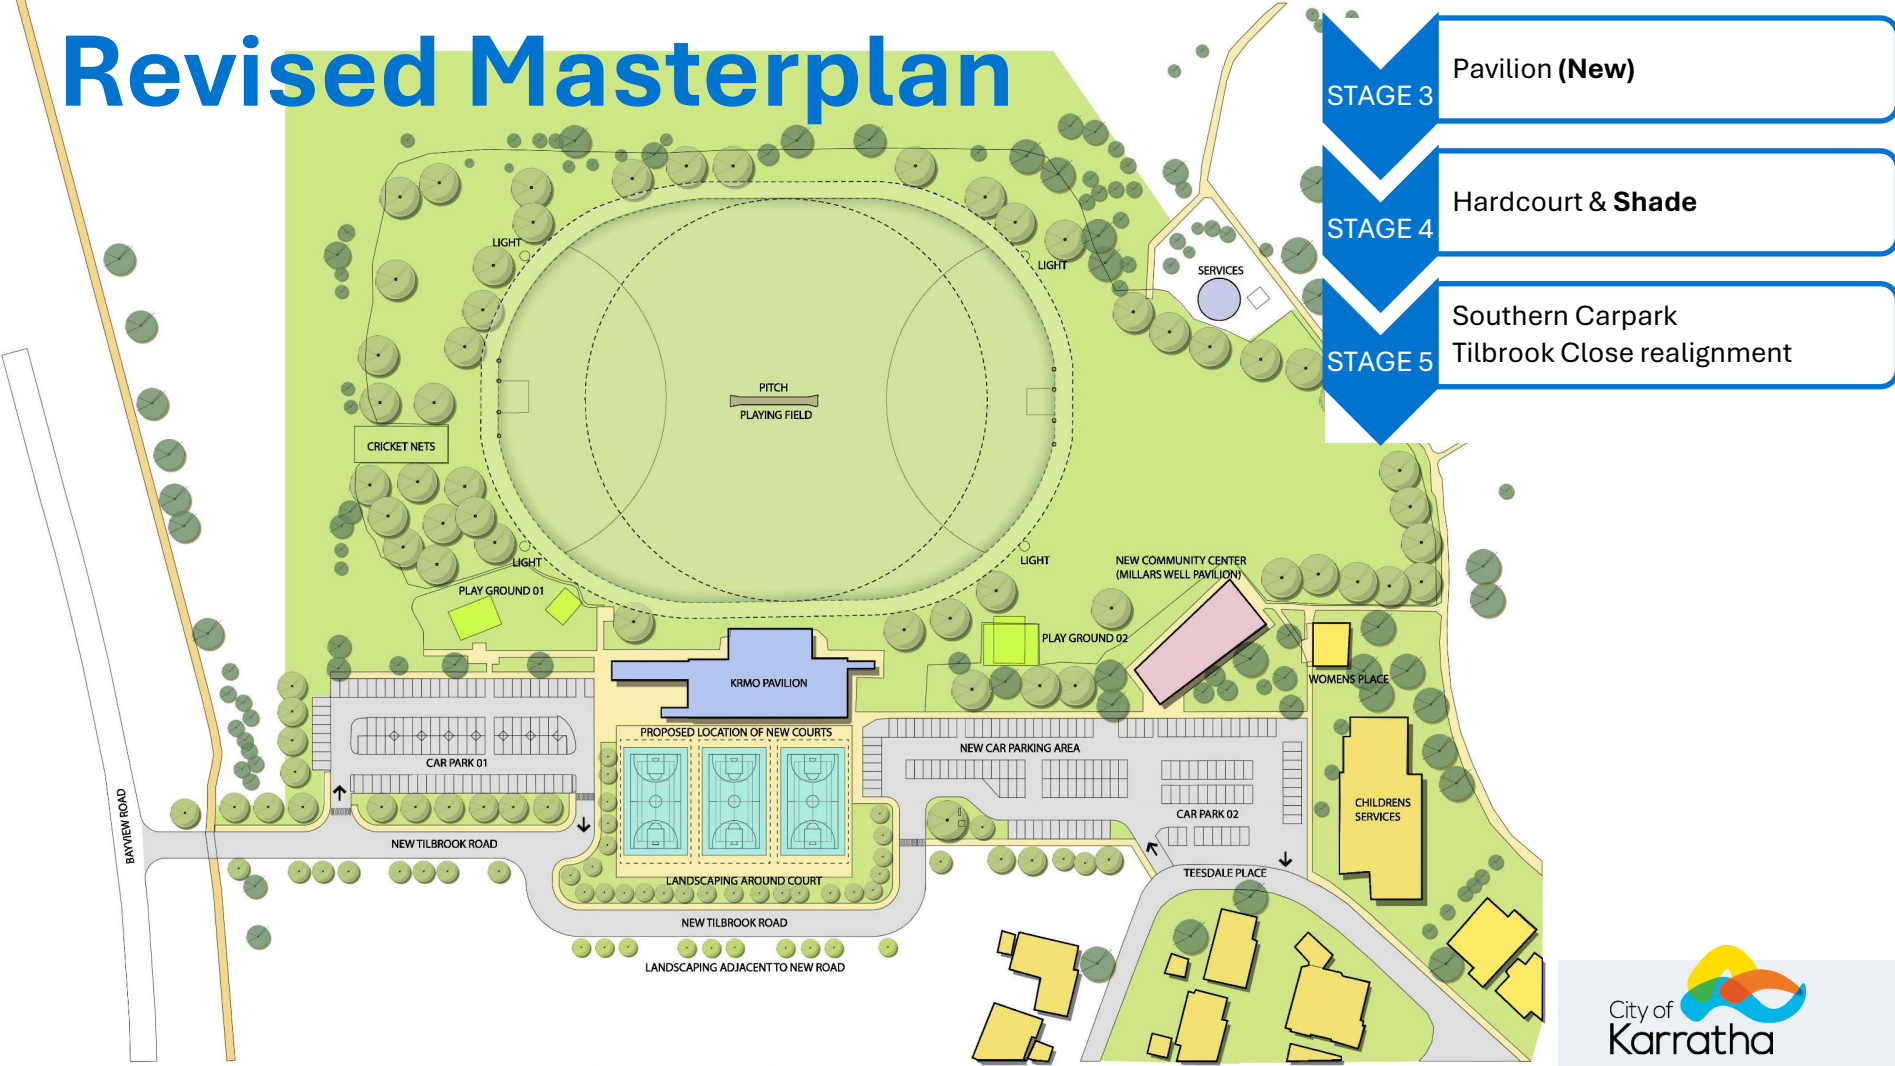 Revised Masterplan
STAGE 3
Pavilion (New)
STAGE 4
Hardcourt & Shade
STAGE 5
Southern Carpark
Tilbrook Close realignment
LIGHT
LIGHT
SERVICES
PITCH
PLAYING FIELD
CRICKET NETS
LIGHT
LIGHT
NEW COMMUNITY CENTER
(MILLARS WELL PAVILION)
PLAY GROUND 01
PLAY GROUND 02
KRMO PAVILION
WOMENS PLACE
PROPOSED LOCATION OF NEW COURTS
NEW CAR PARKING AREA
CAR PARK 01
CHILDRENS
SERVICES
CAR PARK 02
BAYVIEW ROAD
NEW TILBROOK ROAD
TEESDALE PLACE
LANDSCAPING AROUND COURT
NEW TILBROOK ROAD
LANDSCAPING ADJACENT TO NEW ROAD
City of
Karratha